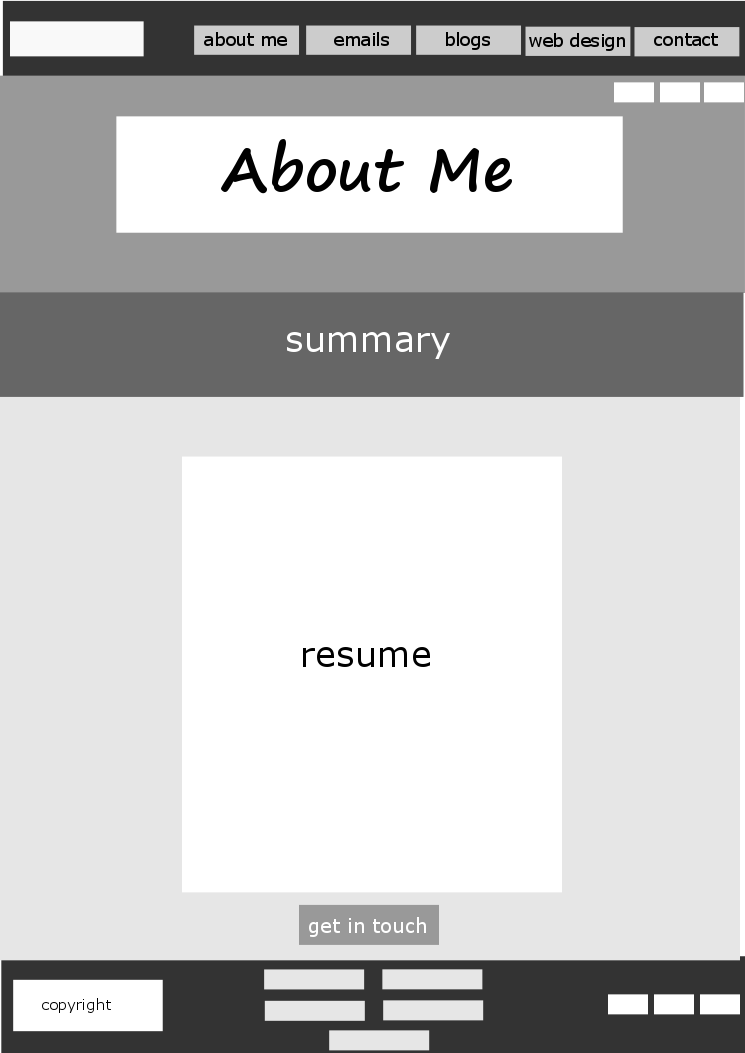 about me
emails
blogs
web design
contact
About Me
summary
resume
get in touch
copyright